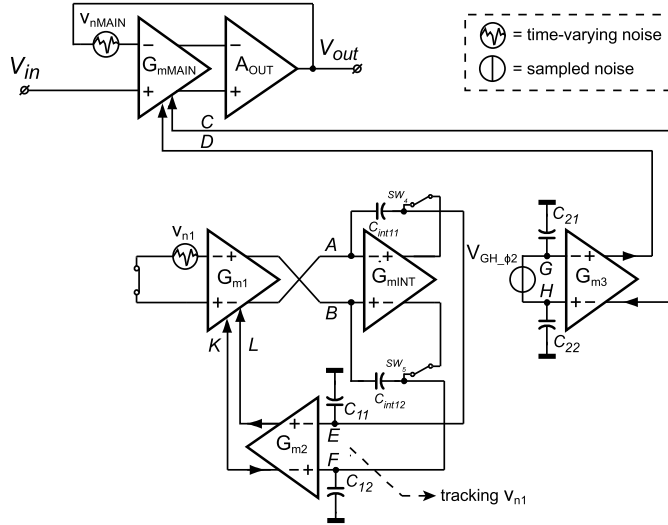 v_nMAIN
V_out
= time-varying noise
= sampled noise
V_in
G_mMAIN
A_OUT
− +
C
D
v_n1
A
SW_4
C_int11
V_GH_ϕ2
C_21
G_m1
G_mINT
G
H
G_m3
B
K L
SW_5
C_int12
C_22
C_11
E
G_m2
F
C_12
tracking v_n1